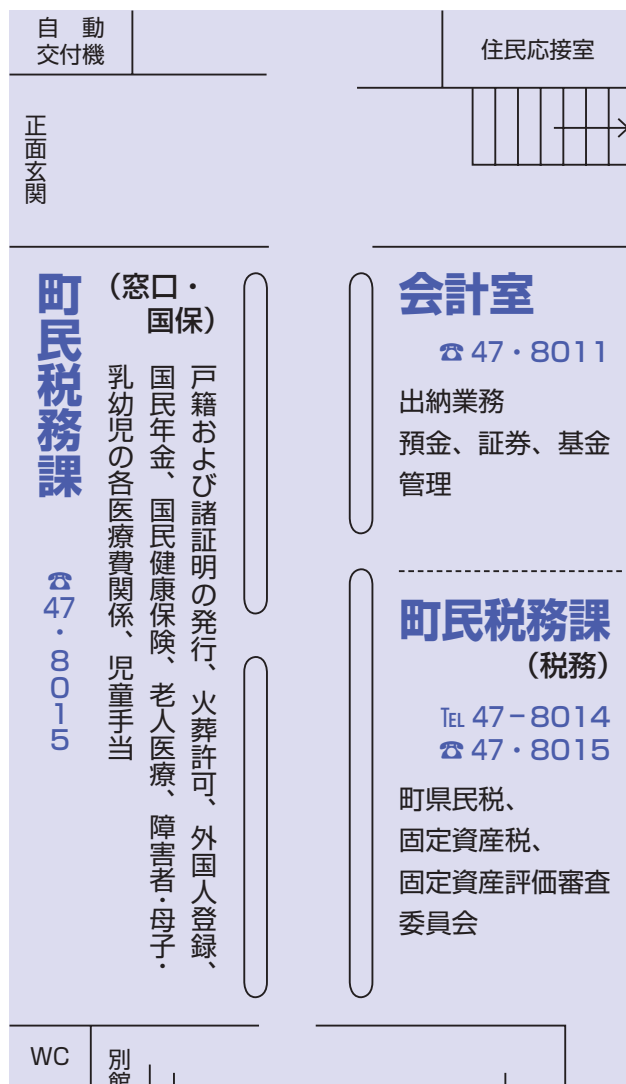 自動
交付機
住民応接室
正面玄関
町民税務課
☎47・8015
(窓口・
国保)
戸籍および諸証明の発行、火葬許可、外国人登録、
国民年金、国民健康保険、老人医療、障害者・母子・
乳幼児の各医療費関係、児童手当
会計室
☎47・8011
出納業務
預金、証券、基金
管理
町民税務課
(税務)
℡47−8014
☎47・8015
町県民税、
固定資産税、
固定資産評価審査
委員会
WC
別館